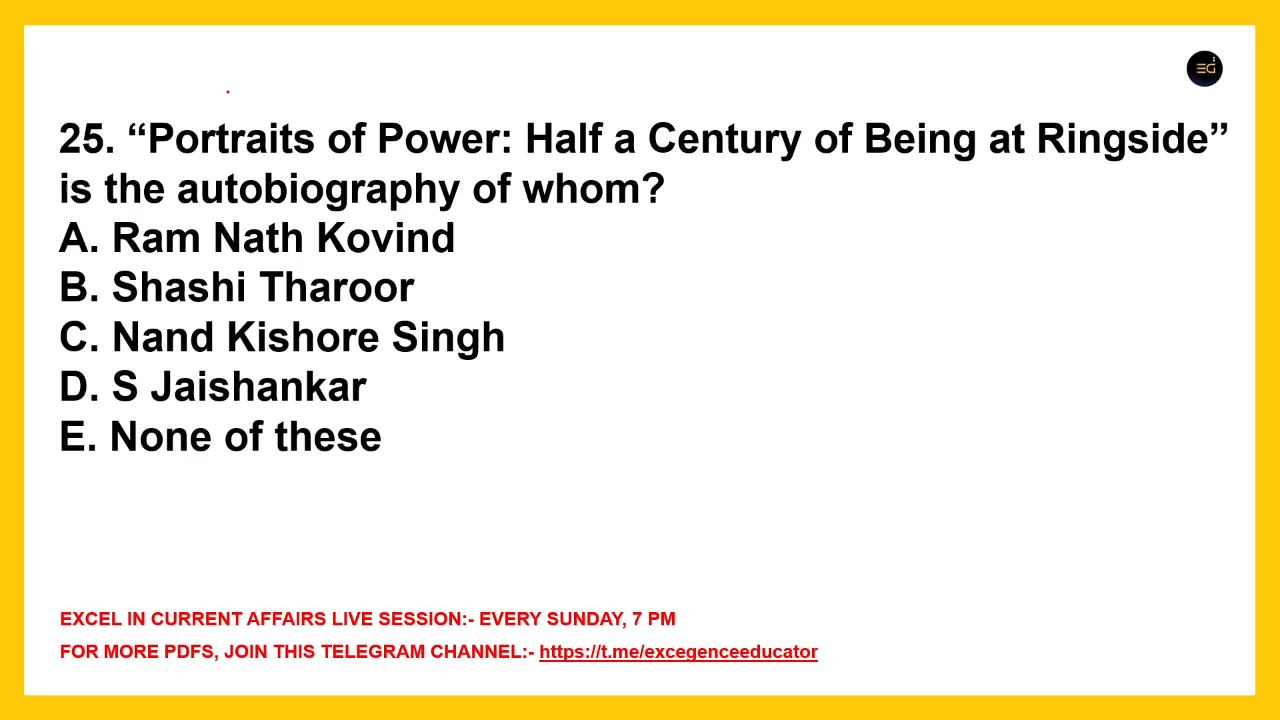 25. “Portraits of Power: Half a Century of Being at Ringside”
is the autobiography of whom?
A. Ram Nath Kovind
B. Shashi Tharoor
C. Nand Kishore Singh
D. S Jaishankar
E. None of these
EXCEL IN CURRENT AFFAIRS LIVE SESSION:- EVERY SUNDAY, 7 PM
FOR MORE PDFS, JOIN THIS TELEGRAM CHANNEL:- https://t.me/excegenceeducator